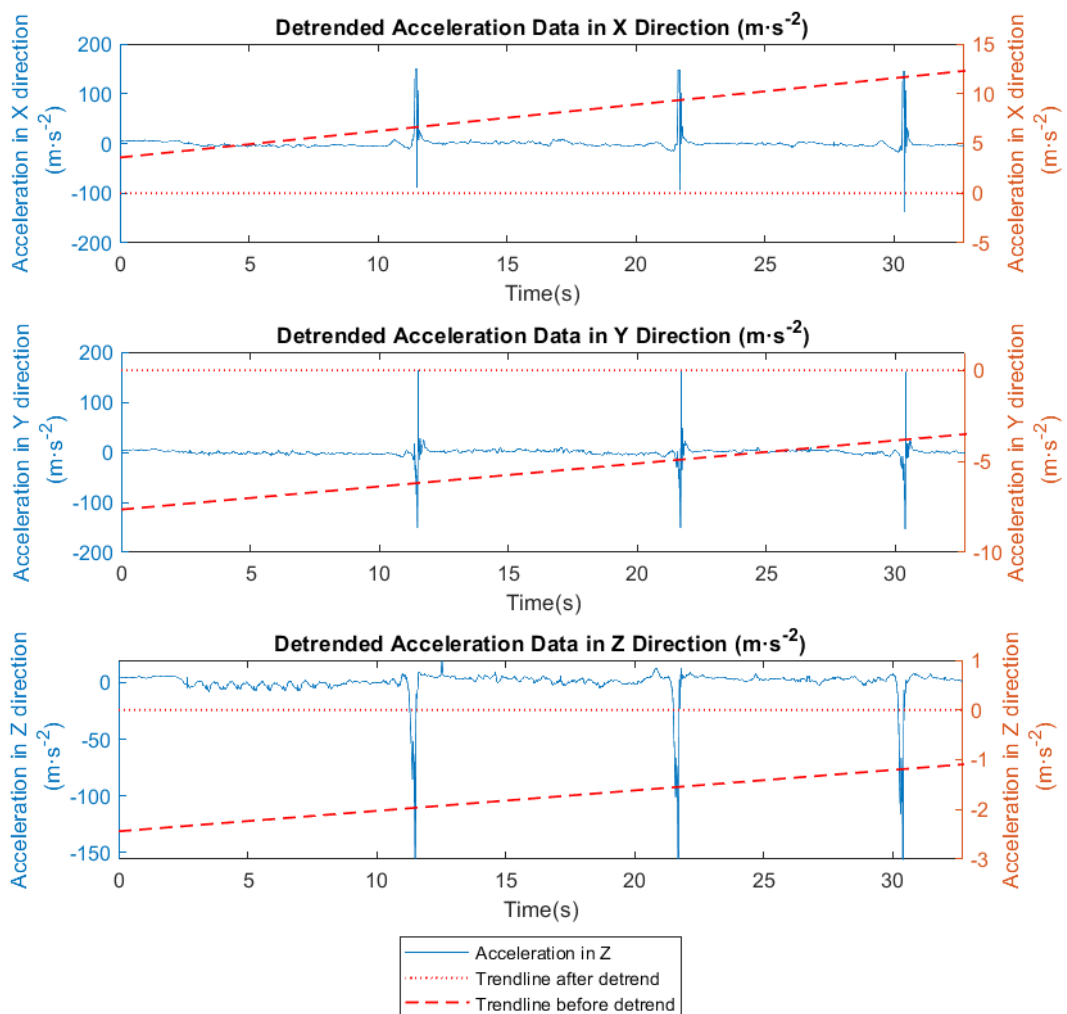 Detrended Acceleration Data in X Direction (m·s-2)
Acceleration in X direction
(m·s-2)
200
100
0
-100
-200
15
10
5
0
-5
Acceleration in X direction
(m·s-2)
0 5 10 15 20 25 30
Time(s)
Detrended Acceleration Data in Y Direction (m·s-2)
Acceleration in Y direction
(m·s-2)
200
100
0
-100
-200
0
-5
-10
Acceleration in Y direction
(m·s-2)
0 5 10 15 20 25 30
Time(s)
Detrended Acceleration Data in Z Direction (m·s-2)
Acceleration in Z direction
(m·s-2)
0
-50
-100
-150
1
0
-1
-2
-3
Acceleration in Z direction
(m·s-2)
0 5 10 15 20 25 30
Time(s)
Acceleration in Z
Trendline after detrend
Trendline before detrend